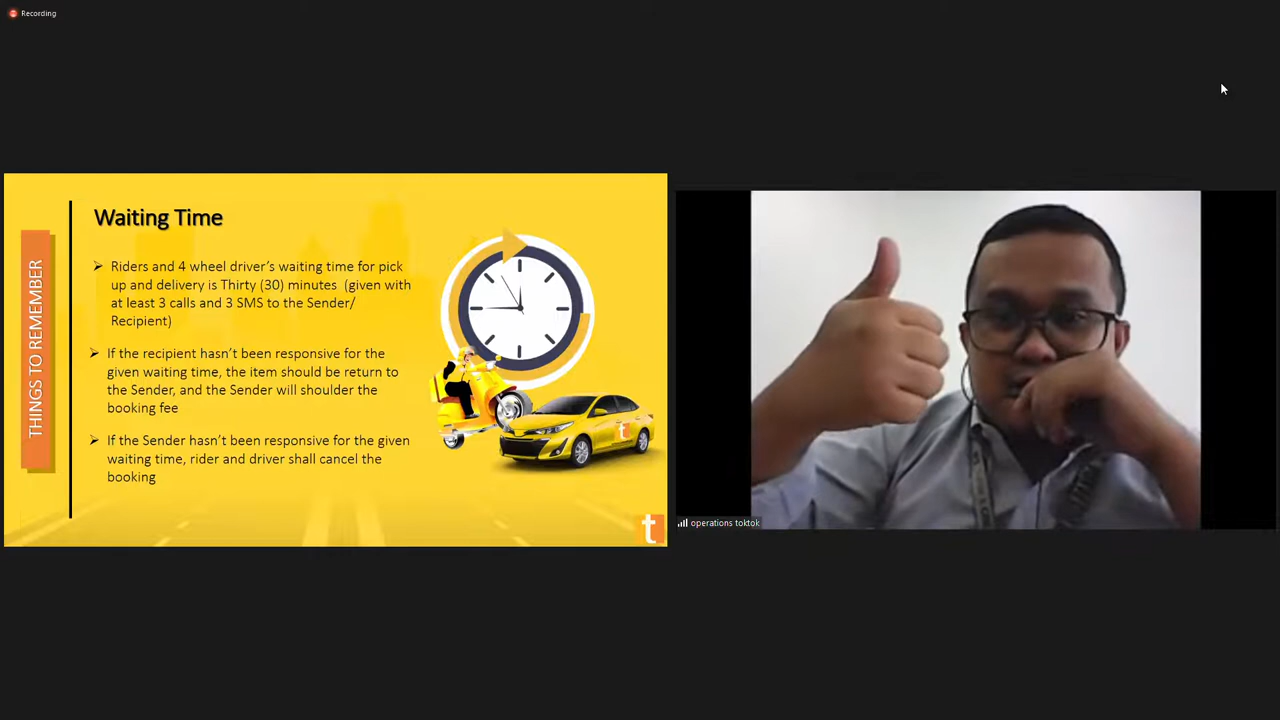 Recording
THINGS TO REMEMBER
Waiting Time
Riders and 4 wheel driver's waiting time for pick
up and delivery is Thirty (30) minutes (given with
at least 3 calls and 3 SMS to the Sender/
Recipient)
If the recipient hasn't been responsive for the
given waiting time, the item should be return to
the Sender, and the Sender will shoulder the
booking fee
If the Sender hasn't been responsive for the given
waiting time, rider and driver shall cancel the
booking
t
t
operations toktok